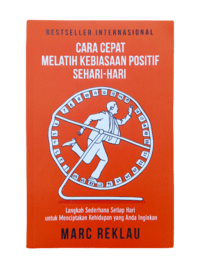 BESTSELLER INTERNASIONAL
CARA CEPAT
MELATIH KEBIASAAN POSITIF
SEHARI-HARI
Langkah Sederhana Setiap Hari
untuk Menciptakan Kehidupan yang Anda Inginkan
MARC REKLAU